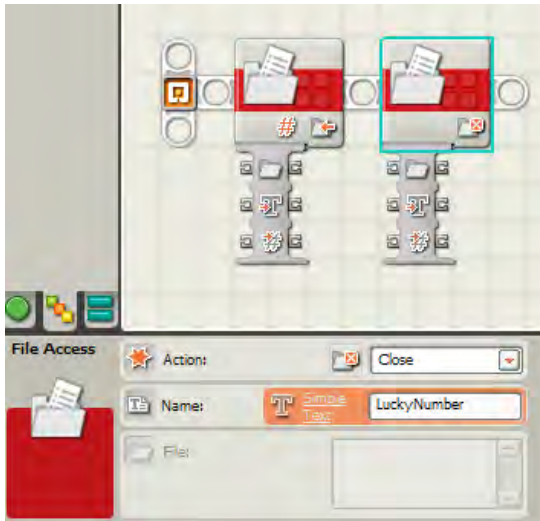 #
T
#
T
#
File Access
Action:
Close
T
Name:
T
Simple
Text:
LuckyNumber
File: